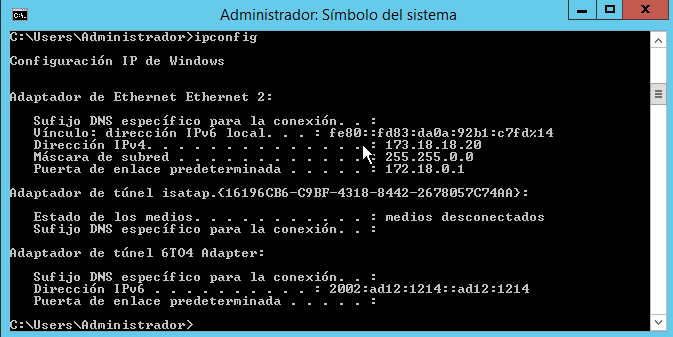 Administrador: Símbolo del sistema
C:\Users\Administrador>ipconfig
Configuración IP de Windows
Adaptador de Ethernet Ethernet 2:
   Sufijo DNS específico para la conexión. . :
   Vínculo: dirección IPv6 local. . . : fe80::fd83:da0a:92b1:c7fd%14
   Dirección IPv4. . . . . . . . . . . . . . : 173.18.18.20
   Máscara de subred . . . . . . . . . . . . : 255.255.0.0
   Puerta de enlace predeterminada . . . . . : 172.18.0.1
Adaptador de túnel isatap.{16196CB6-C9BF-4318-8442-2678057C74AA}:
   Estado de los medios. . . . . . . . . . . : medios desconectados
   Sufijo DNS específico para la conexión. . :
Adaptador de túnel 6TO4 Adapter:
   Sufijo DNS específico para la conexión. . :
   Dirección IPv6 . . . . . . . . . . : 2002:ad12:1214::ad12:1214
   Puerta de enlace predeterminada . . . . . :
C:\Users\Administrador>